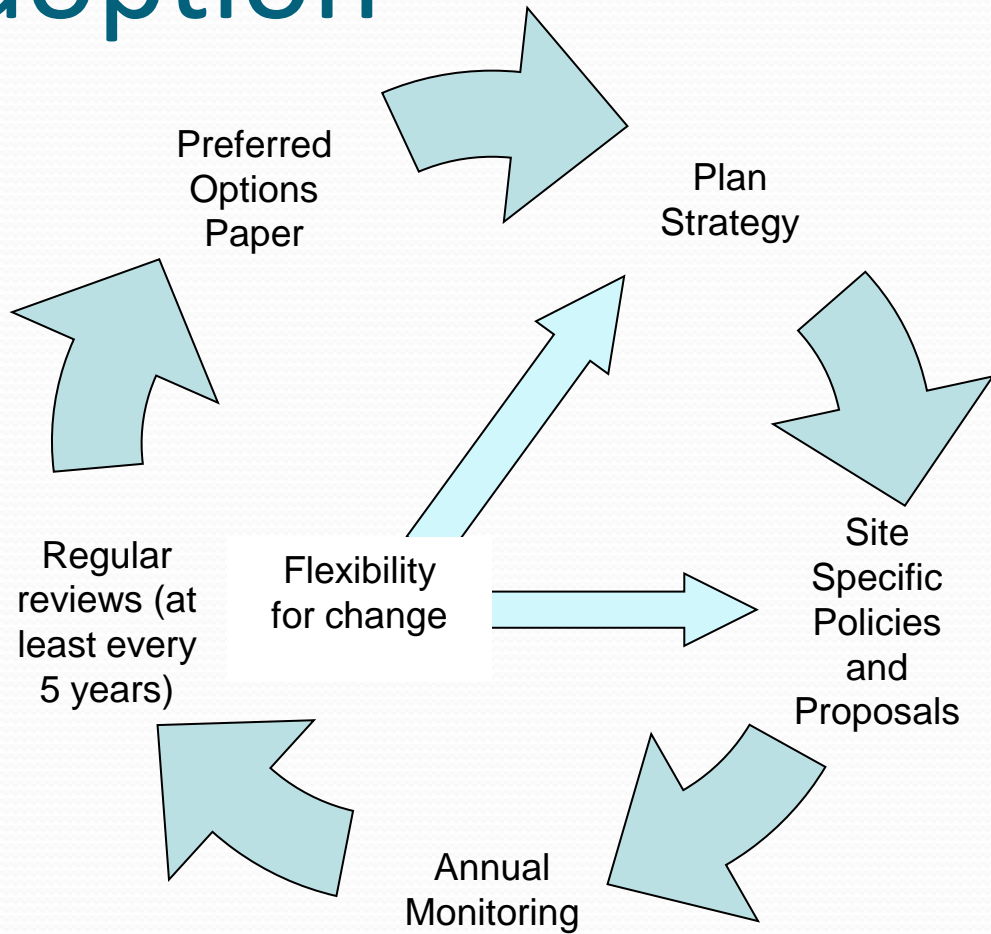 Preferred
Options
Paper
Plan
Strategy
Site
Specific
Policies
and
Proposals
Annual
Monitoring
Regular
reviews (at
least every
5 years)
Flexibility
for change